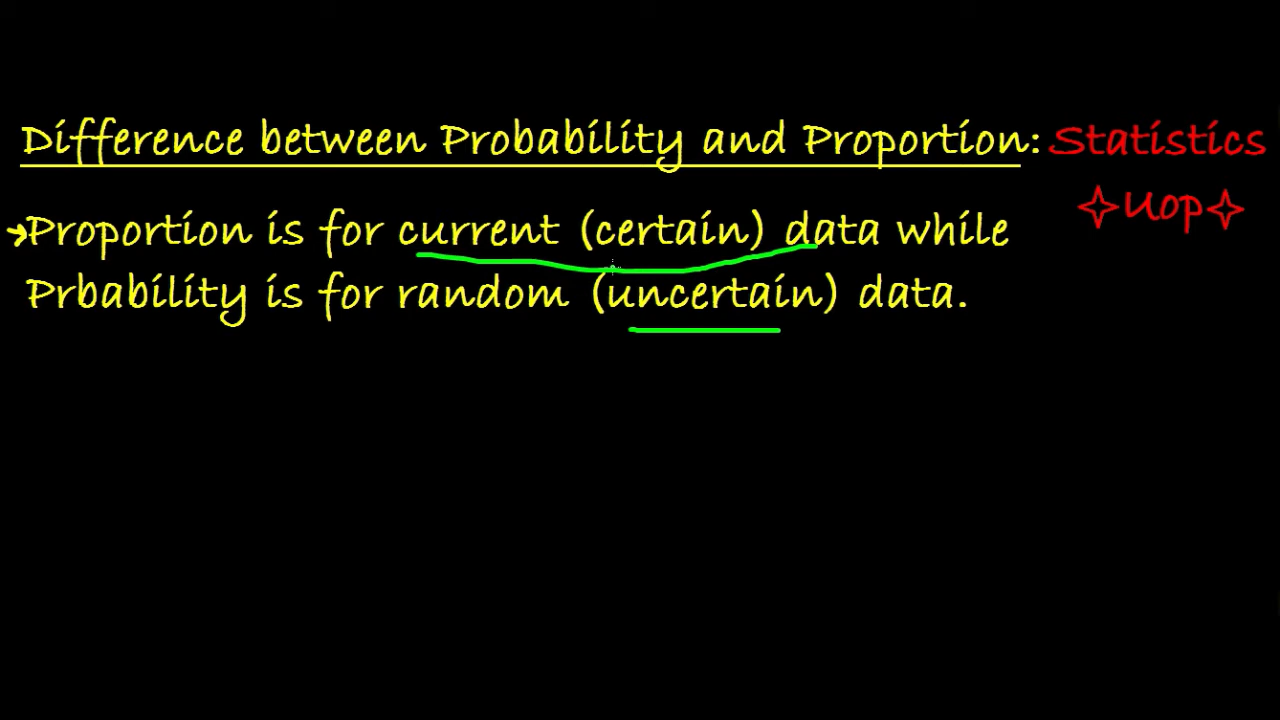 Difference between Probability and Proportion: Statistics
✧Uop✧
→Proportion is for current (certain) data while
Prbability is for random (uncertain) data.